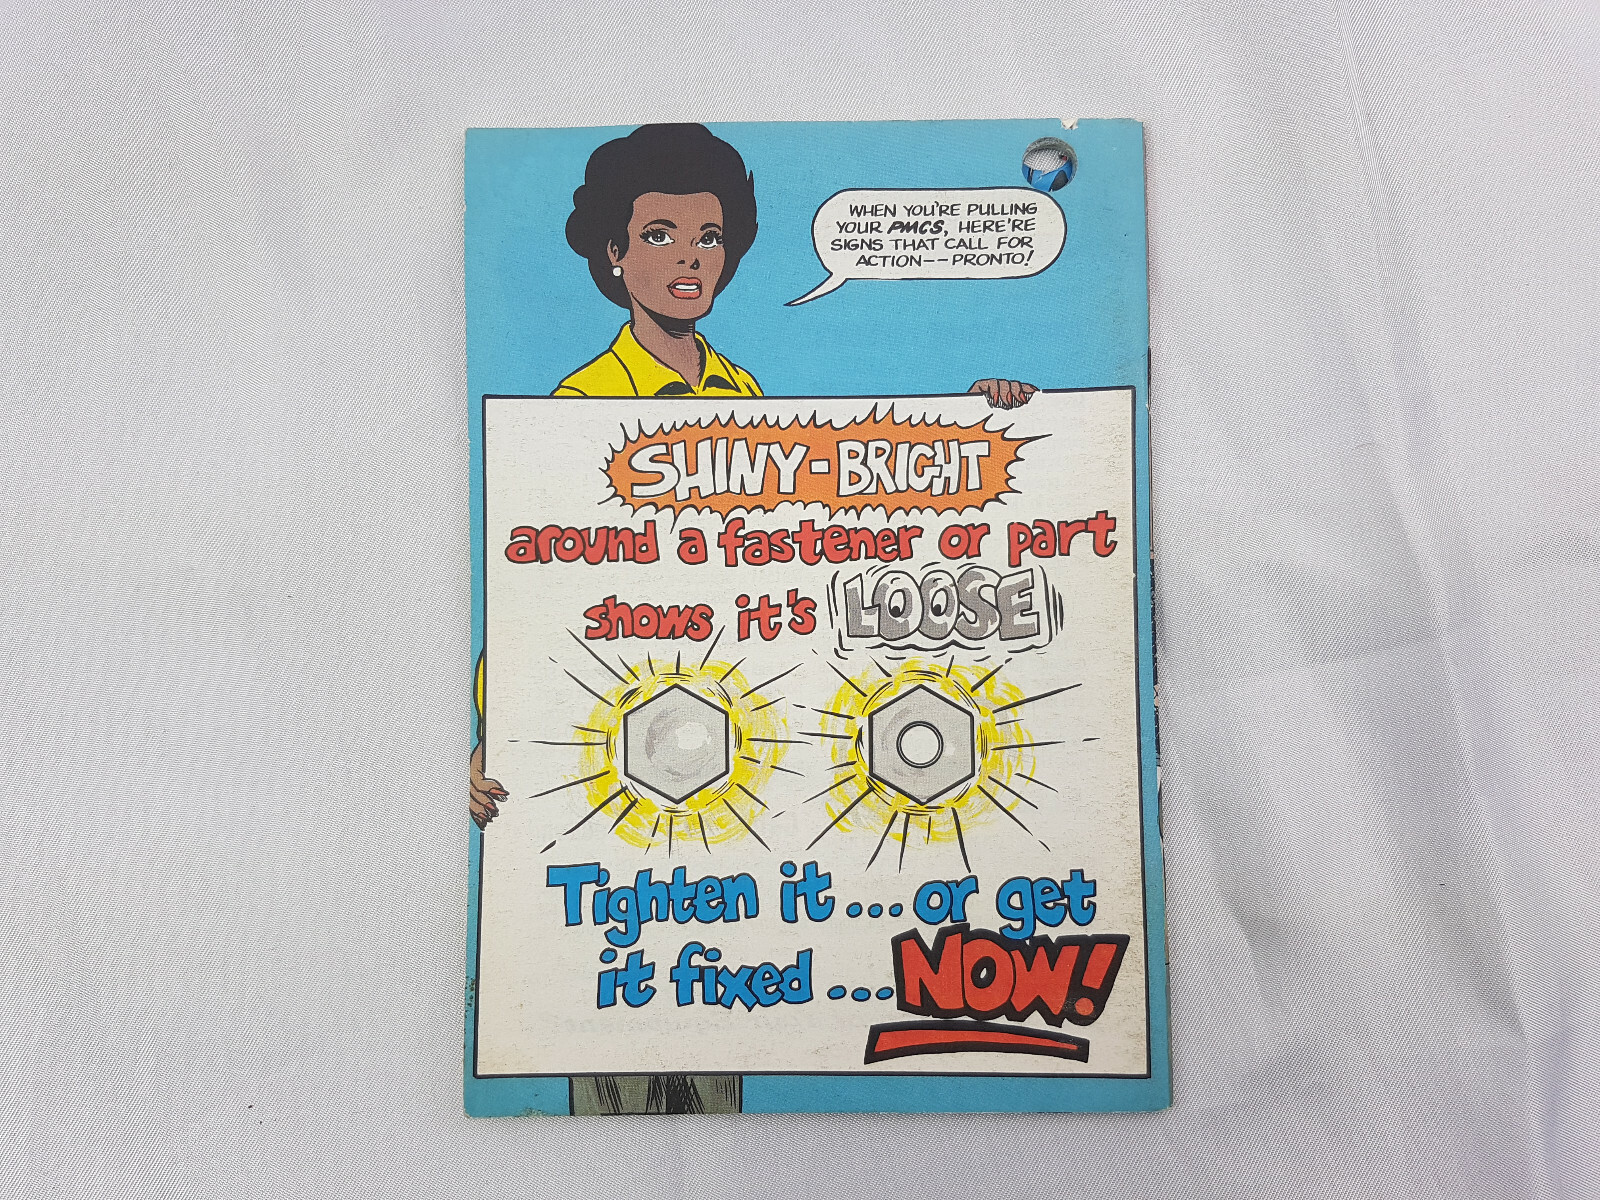 WHEN YOU'RE PULLING
YOUR PMCS, HERE'RE
SIGNS THAT CALL FOR
ACTION--PRONTO!
SHINY-BRIGHT
around a fastener or part
shows it's LOOSE
Tighten it... or get
it fixed... NOW!